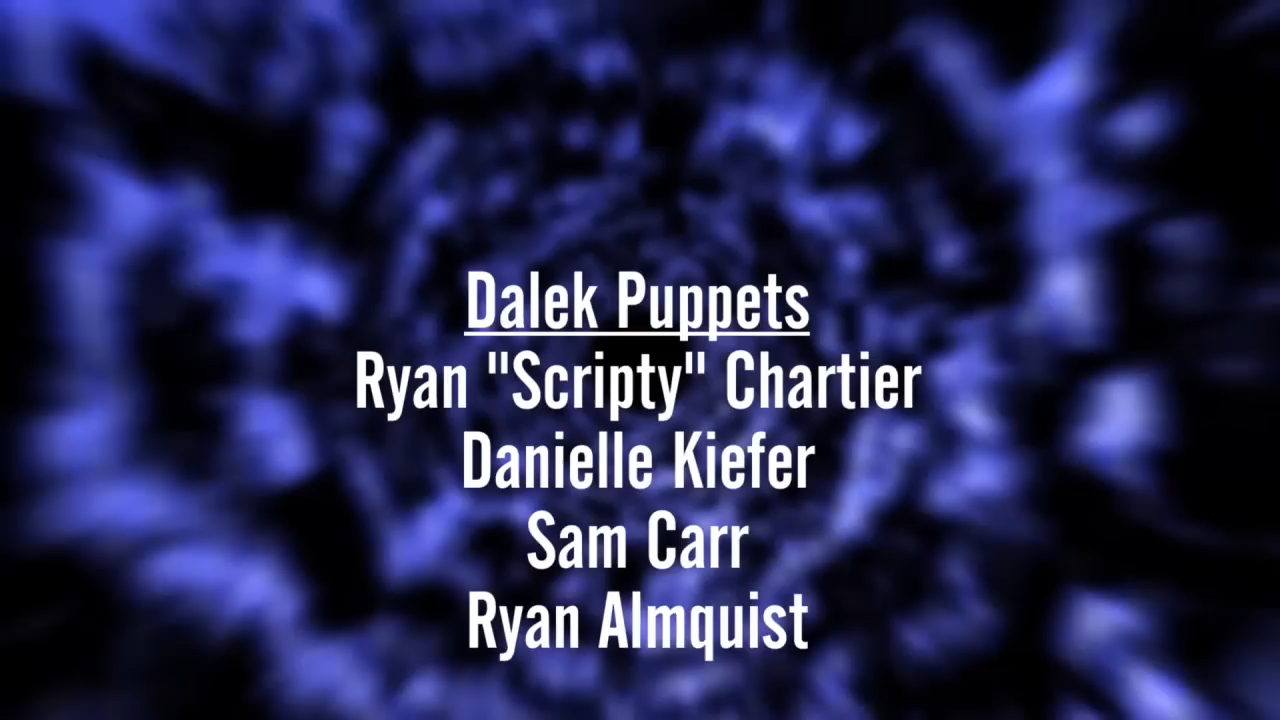 Dalek Puppets
Ryan "Scripty" Chartier
Danielle Kiefer
Sam Carr
Ryan Almquist